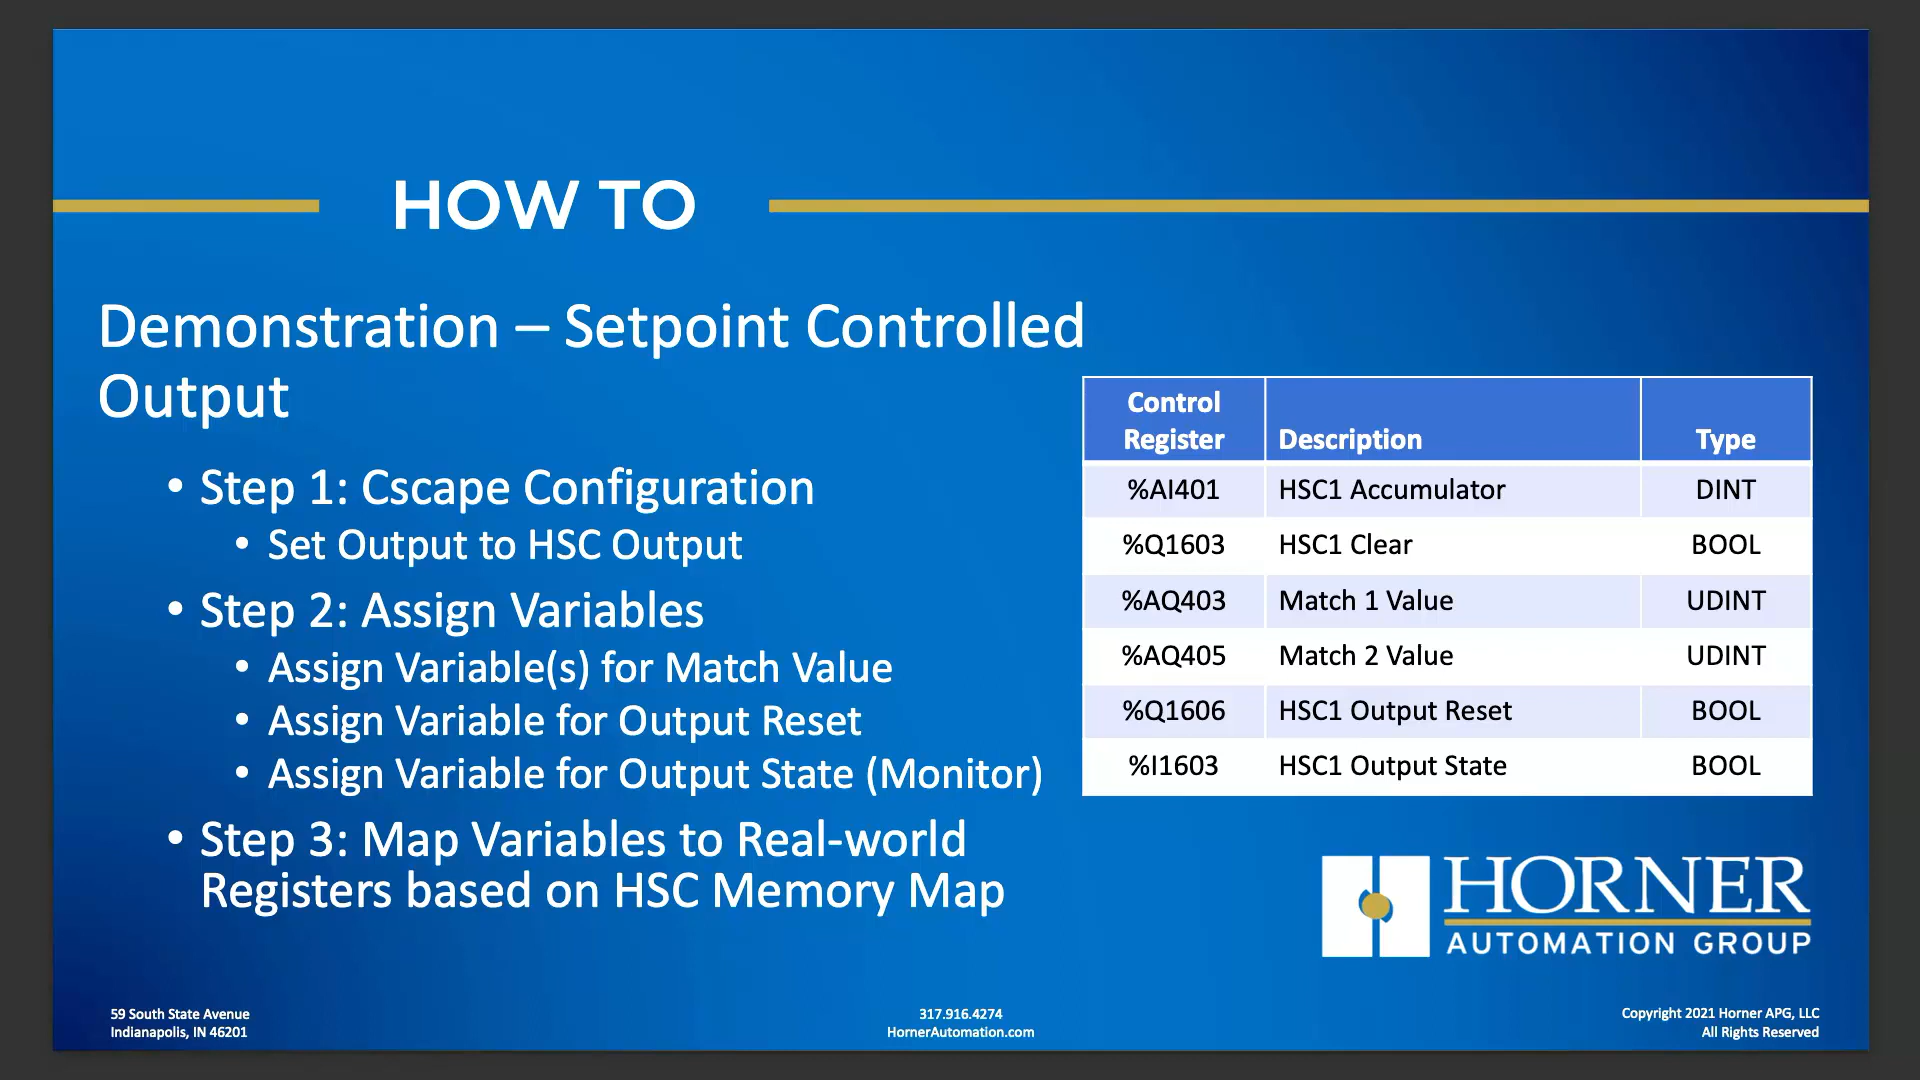 HOW TO
Demonstration – Setpoint Controlled
Output
• Step 1: Cscape Configuration
• Set Output to HSC Output
• Step 2: Assign Variables
• Assign Variable(s) for Match Value
• Assign Variable for Output Reset
• Assign Variable for Output State (Monitor)
• Step 3: Map Variables to Real-world
Registers based on HSC Memory Map
Control
Register Description Type
%AI401 HSC1 Accumulator DINT
%Q1603 HSC1 Clear BOOL
%AQ403 Match 1 Value UDINT
%AQ405 Match 2 Value UDINT
%Q1606 HSC1 Output Reset BOOL
%I1603 HSC1 Output State BOOL
HORNER
AUTOMATION GROUP
59 South State Avenue
Indianapolis, IN 46201
317.916.4274
HornerAutomation.com
Copyright 2021 Horner APG, LLC
All Rights Reserved